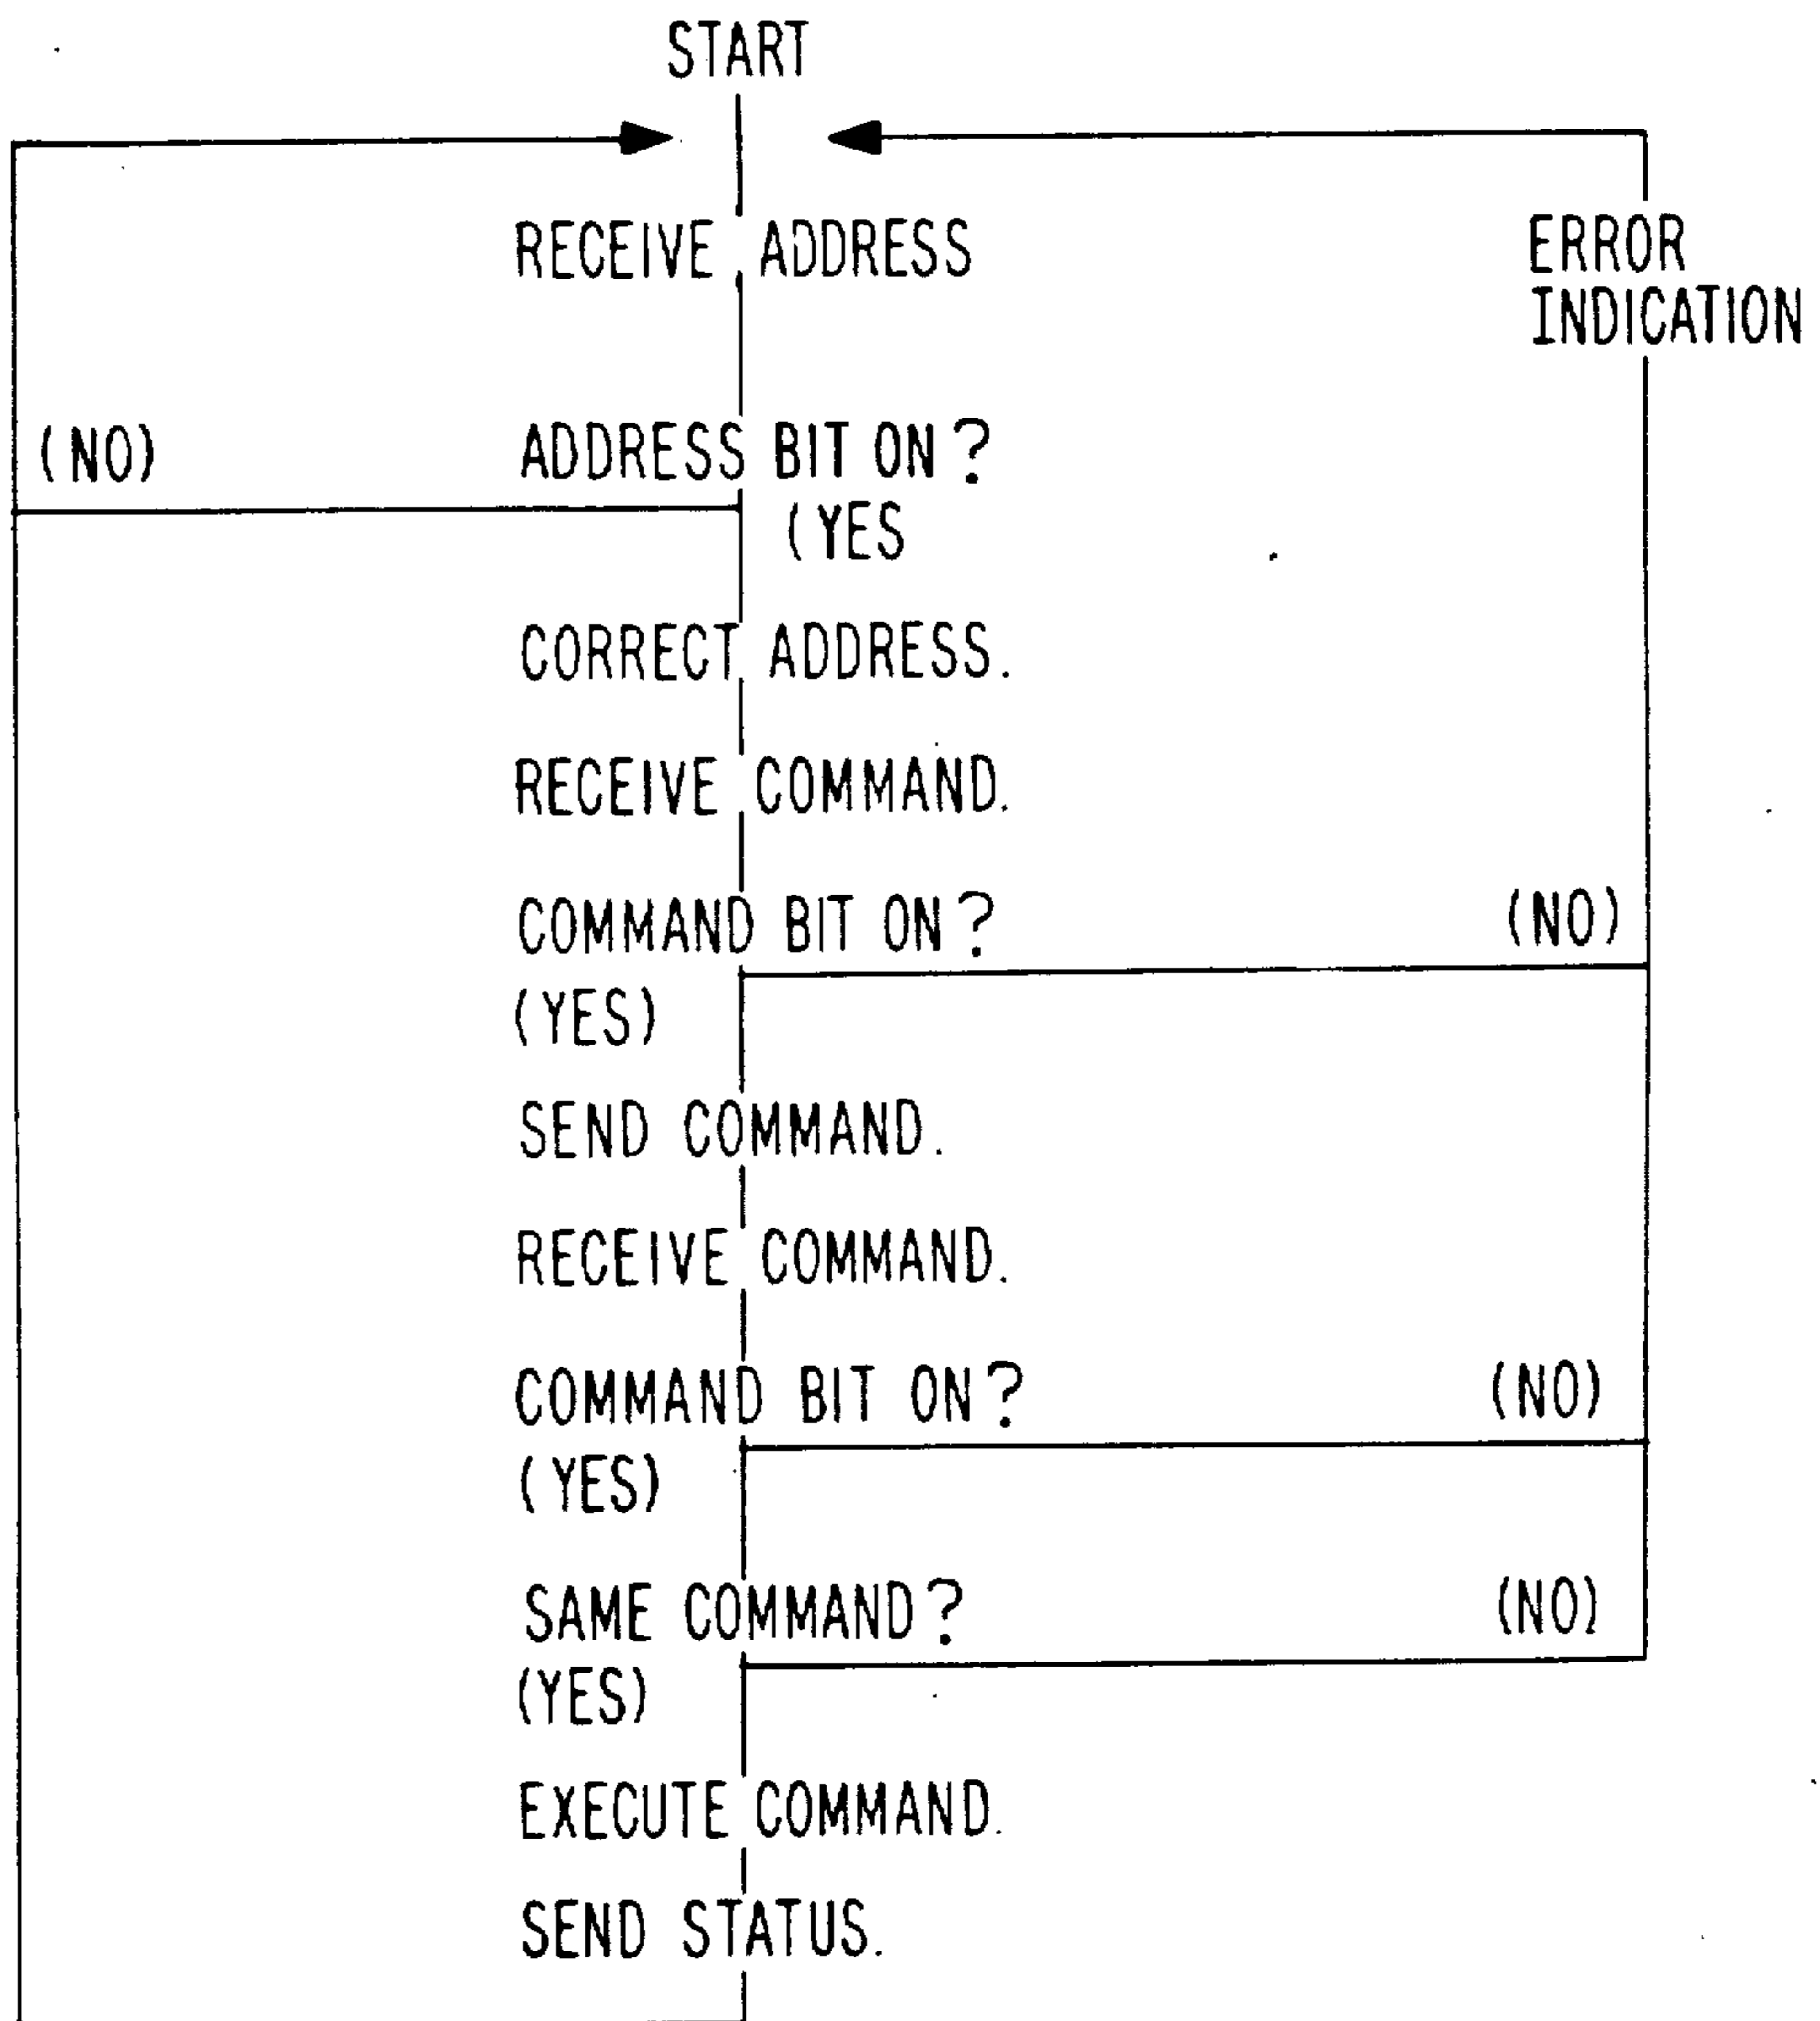 START
RECEIVE ADDRESS
ERROR
INDICATION
(NO)
ADDRESS BIT ON?
(YES
CORRECT ADDRESS.
RECEIVE COMMAND.
COMMAND BIT ON?
(NO)
(YES)
SEND COMMAND.
RECEIVE COMMAND.
COMMAND BIT ON?
(NO)
(YES)
SAME COMMAND?
(NO)
(YES)
EXECUTE COMMAND.
SEND STATUS.